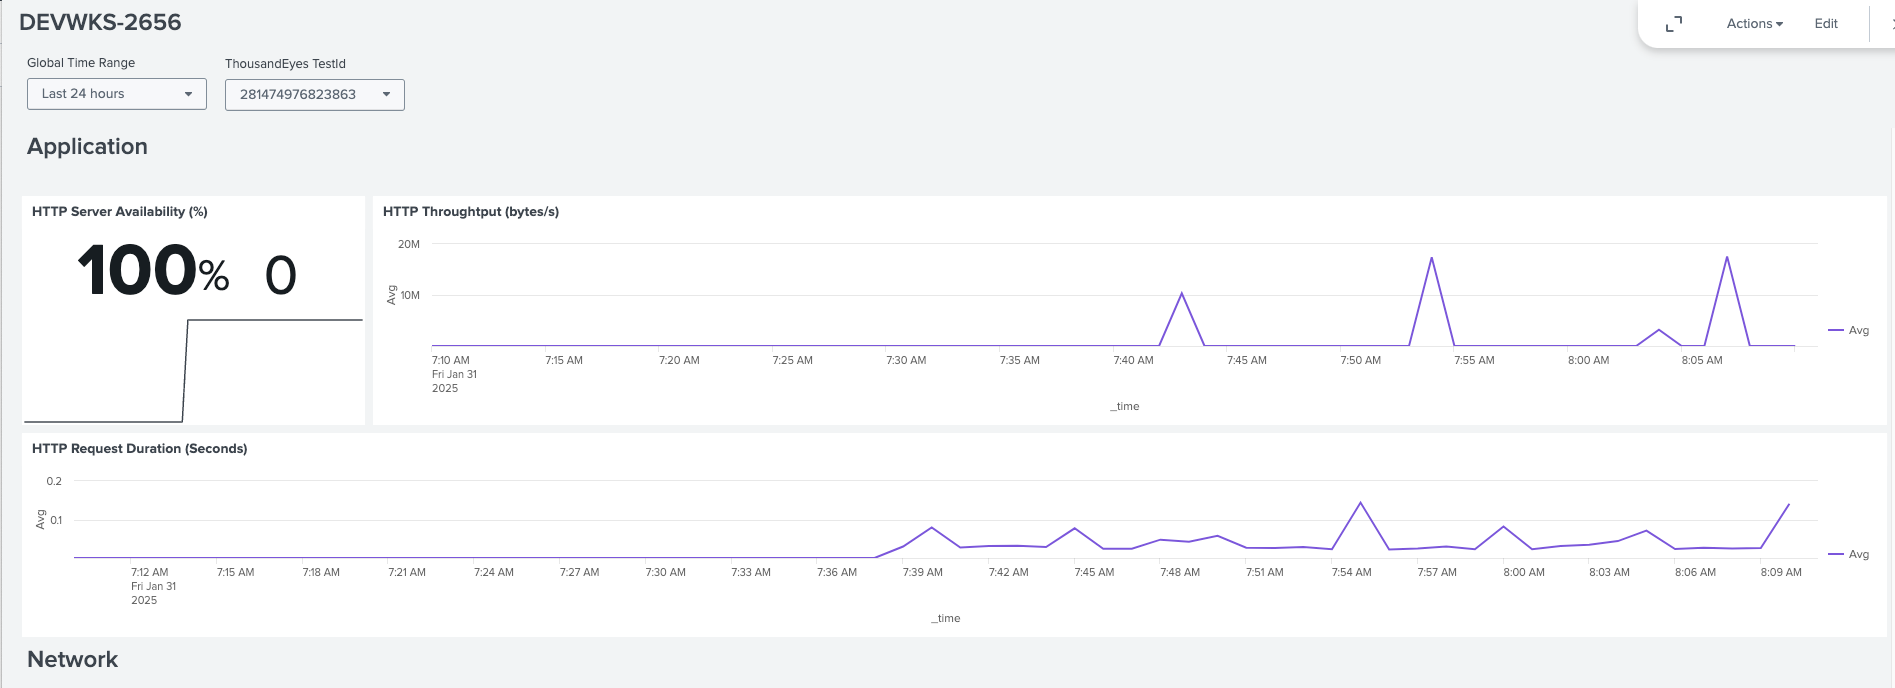 DEVWKS-2656
Actions
Edit
Global Time Range
ThousandEyes TestId
Last 24 hours
281474976823863
Application
HTTP Server Availability (%)
100% 0
HTTP Throughtput (bytes/s)
20M
10M
Avg
7:10 AM 7:15 AM 7:20 AM 7:25 AM 7:30 AM 7:35 AM 7:40 AM 7:45 AM 7:50 AM 7:55 AM 8:00 AM 8:05 AM
Fri Jan 31
2025
_time
Avg
HTTP Request Duration (Seconds)
0.2
0.1
Avg
7:12 AM 7:15 AM 7:18 AM 7:21 AM 7:24 AM 7:27 AM 7:30 AM 7:33 AM 7:36 AM 7:39 AM 7:42 AM 7:45 AM 7:48 AM 7:51 AM 7:54 AM 7:57 AM 8:00 AM 8:03 AM 8:06 AM 8:09 AM
Fri Jan 31
2025
_time
Avg
Network